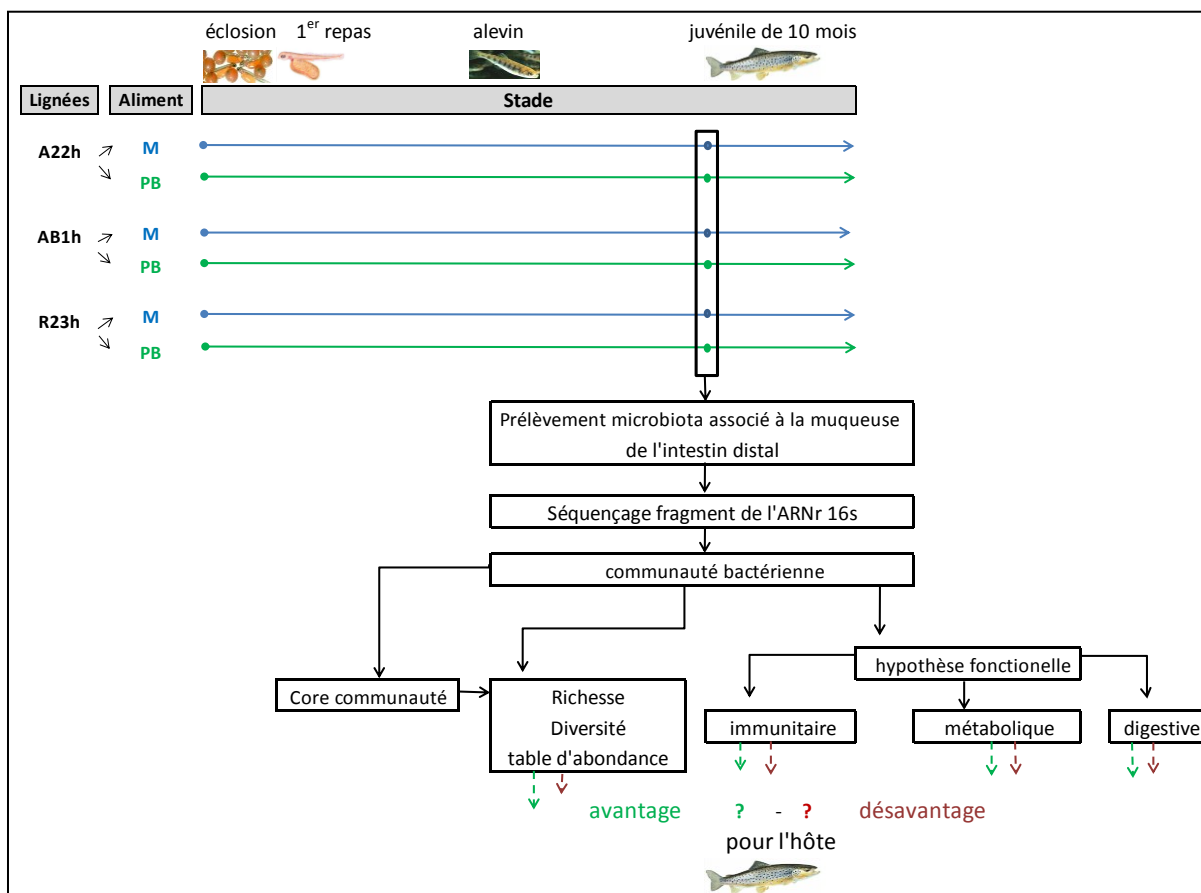 éclosion 1er repas alevin juvénile de 10 mois
Lignées Aliment Stade
A22h M
PB
AB1h M
PB
R23h M
PB
Prélèvement microbiota associé à la muqueuse
de l'intestin distal
Séquençage fragment de l'ARNr 16s
communauté bactérienne
hypothèse fonctionelle
Core communauté
Richesse
Diversité
table d'abondance
immunitaire métabolique digestive
avantage ? - ? désavantage
pour l'hôte